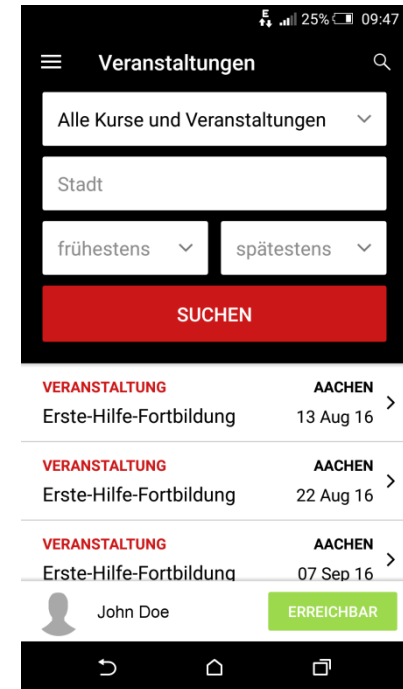 E 25% 09:47
Veranstaltungen
Alle Kurse und Veranstaltungen
Stadt
frühestens spätestens
SUCHEN
VERANSTALTUNG AACHEN
Erste-Hilfe-Fortbildung 13 Aug 16
VERANSTALTUNG AACHEN
Erste-Hilfe-Fortbildung 22 Aug 16
VERANSTALTUNG AACHEN
Erste-Hilfe-Fortbildung 07 Sep 16
John Doe ERREICHBAR